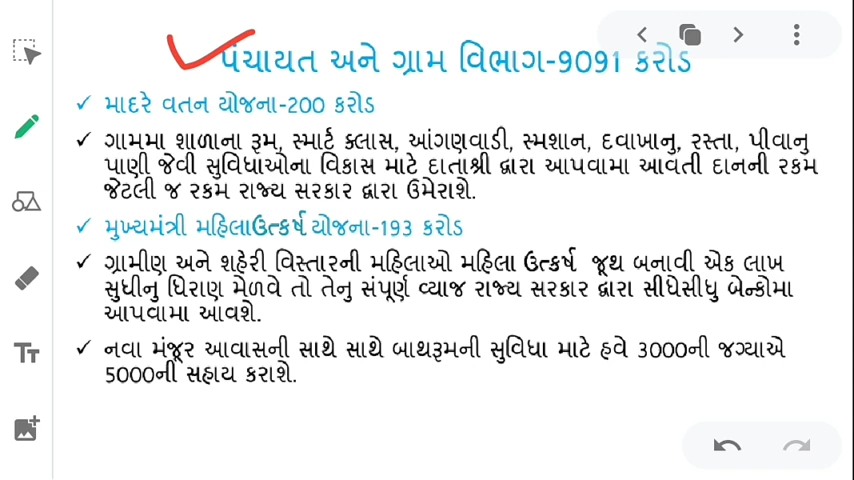 પંચાયત અને ગ્રામ વિભાગ-9091 કરોડ
માદરે વતન યોજના-200 કરોડ
ગામમા શાળાના રૂમ, સ્માર્ટ ક્લાસ, આંગણવાડી, સ્મશાન, દવાખાનુ, રસ્તા, પીવાનુ
પાણી જેવી સુવિધાઓના વિકાસ માટે દાતાશ્રી દ્વારા આપવામા આવતી દાનની રકમ
જેટલી જ રકમ રાજ્ય સરકાર દ્વારા ઉમેરાશે.
મુખ્યમંત્રી મહિલાઉત્કર્ષ યોજના-193 કરોડ
ગ્રામીણ અને શહેરી વિસ્તારની મહિલાઓ મહિલા ઉત્કર્ષ જૂથ બનાવી એક લાખ
સુધીનુ ધિરાણ મેળવે તો તેનુ સંપૂર્ણ વ્યાજ રાજ્ય સરકાર દ્વારા સીધેસીધુ બેન્કોમા
આપવામા આવશે.
નવા મંજૂર આવાસની સાથે સાથે બાથરૂમની સુવિધા માટે હવે 3000ની જગ્યાએ
5000ની સહાય કરાશે.